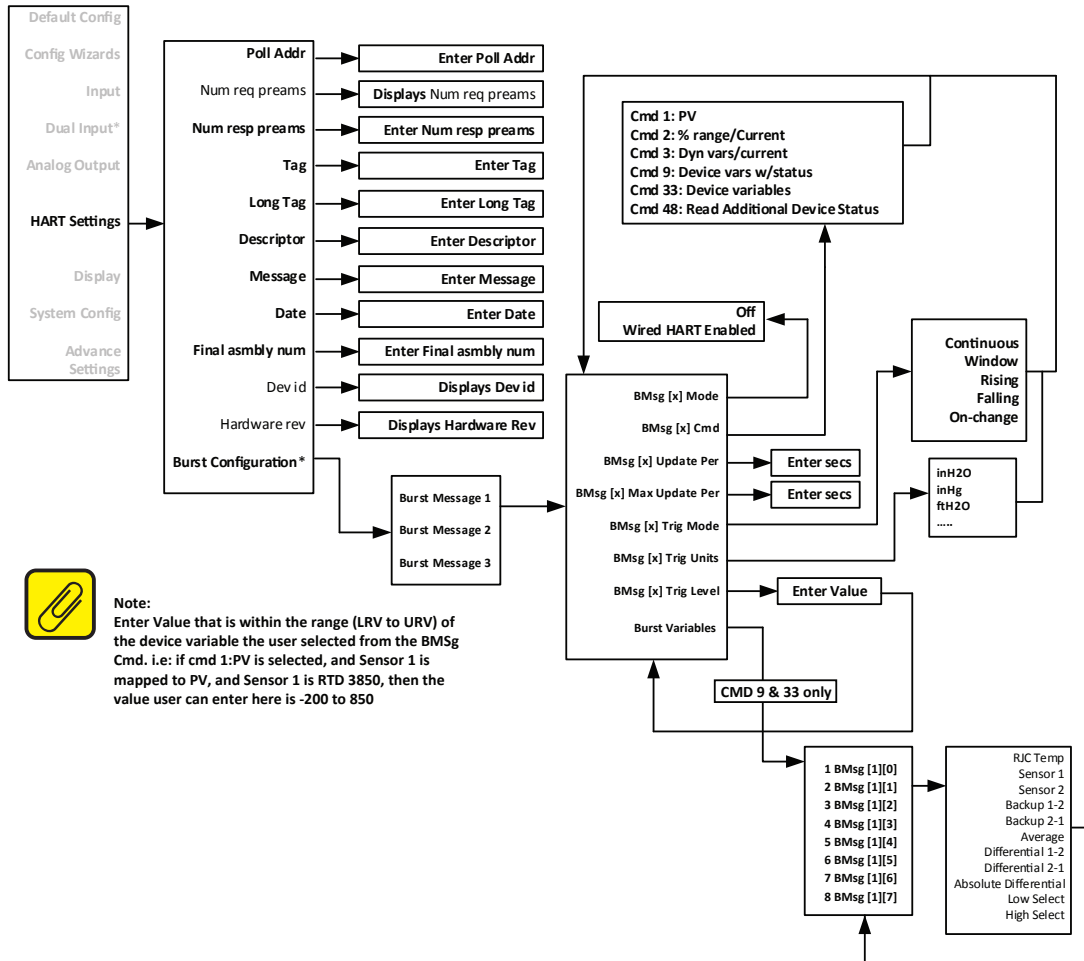 Default Config
Config Wizards
Input
Dual Input*
Analog Output
HART Settings
Display
System Config
Advance
Settings
Poll Addr
Num req preams
Num resp preams
Tag
Long Tag
Descriptor
Message
Date
Final asmbly num
Dev id
Hardware rev
Burst Configuration*
Enter Poll Addr
Displays Num req preams
Enter Num resp preams
Enter Tag
Enter Long Tag
Enter Descriptor
Enter Message
Enter Date
Enter Final asmbly num
Displays Dev id
Displays Hardware Rev
Burst Message 1
Burst Message 2
Burst Message 3
Cmd 1: PV
Cmd 2: % range/Current
Cmd 3: Dyn vars/current
Cmd 9: Device vars w/status
Cmd 33: Device variables
Cmd 48: Read Additional Device Status
Off
Wired HART Enabled
BMsg [x] Mode
BMsg [x] Cmd
BMsg [x] Update Per
BMsg [x] Max Update Per
BMsg [x] Trig Mode
BMsg [x] Trig Units
BMsg [x] Trig Level
Burst Variables
Enter secs
Enter secs
Enter Value
Continuous
Window
Rising
Falling
On-change
inH2O
inHg
ftH2O
.....
CMD 9 & 33 only
1 BMsg [1][0]
2 BMsg [1][1]
3 BMsg [1][2]
4 BMsg [1][3]
5 BMsg [1][4]
6 BMsg [1][5]
7 BMsg [1][6]
8 BMsg [1][7]
RJC Temp
Sensor 1
Sensor 2
Backup 1-2
Backup 2-1
Average
Differential 1-2
Differential 2-1
Absolute Differential
Low Select
High Select
Note:
Enter Value that is within the range (LRV to URV) of
the device variable the user selected from the BMSg
Cmd. i.e: if cmd 1:PV is selected, and Sensor 1 is
mapped to PV, and Sensor 1 is RTD 3850, then the
value user can enter here is -200 to 850